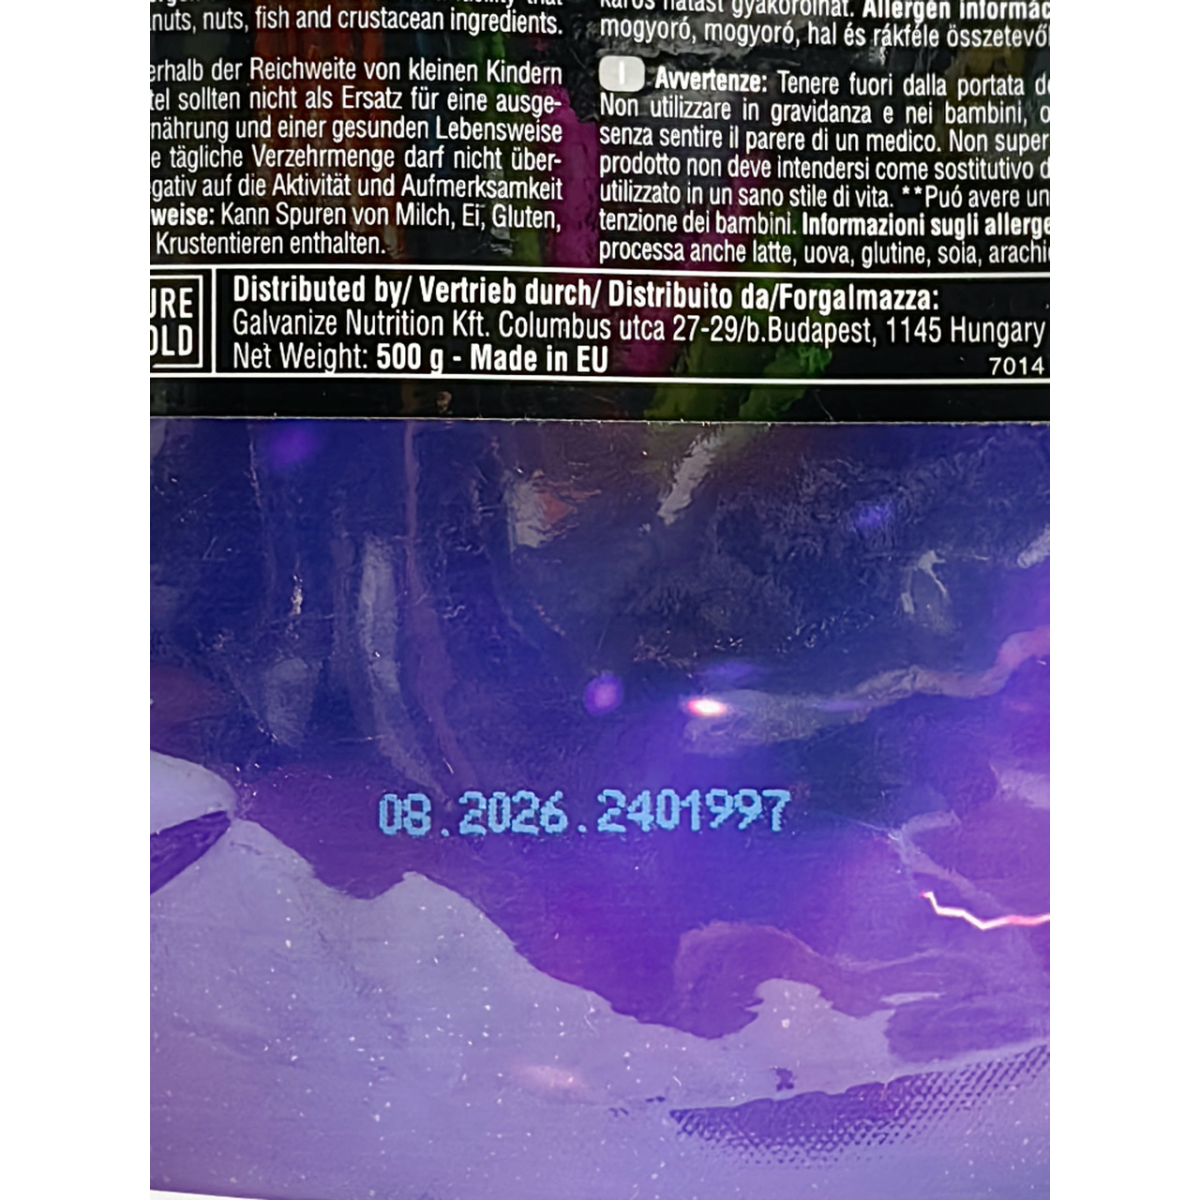 nuts, nuts, fish and crustacean ingredients.
erhalb der Reichweite von kleinen Kindern
tel sollten nicht als Ersatz für eine ausge-
nährung und einer gesunden Lebensweise
e tägliche Verzehrmenge darf nicht über-
gativ auf die Aktivität und Aufmerksamkeit
weise: Kann Spuren von Milch, Ei, Gluten,
Krustentieren enthalten.
káros hatást gyakorolhat. Allergén informác
mogyoró, mogyoró, hal és rákféle összetevő
I Avvertenze: Tenere fuori dalla portata de
Non utilizzare in gravidanza e nei bambini, o
senza sentire il parere di un medico. Non super
prodotto non deve intendersi come sostitutivo d
utilizzato in un sano stile di vita. **Puó avere un
tenzione dei bambini. Informazioni sugli allerge
processa anche latte, uova, glutine, soia, arachi
URE
OLD
Distributed by/ Vertrieb durch/ Distribuito da/Forgalmazza:
Galvanize Nutrition Kft. Columbus utca 27-29/b.Budapest, 1145 Hungary
Net Weight: 500 g - Made in EU
7014
08.2026.2401997